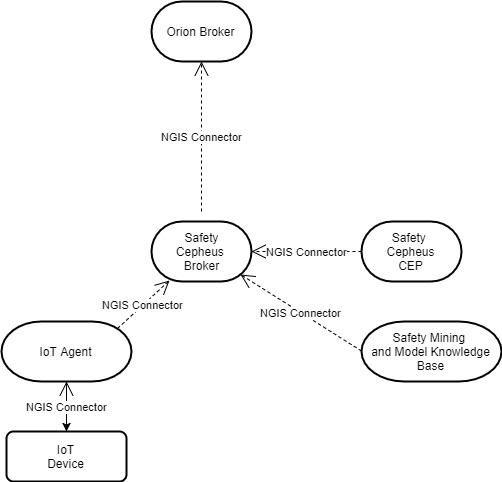 Orion Broker
NGIS Connector
Safety
Cepheus
Broker
NGIS Connector
Safety
Cepheus
CEP
NGIS Connector
NGIS Connector
IoT Agent
Safety Mining
and Model Knowledge
Base
NGIS Connector
IoT
Device